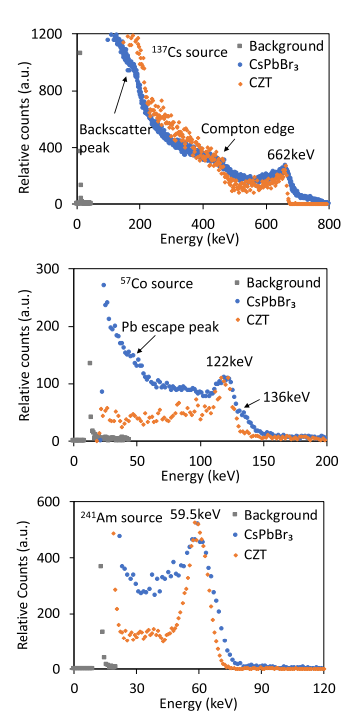 1200
800
400
0
0
200
400
600
800
Relative counts (a.u.)
Energy (keV)
¹³⁷Cs source
Background
CsPbBr₃
CZT
Backscatter
peak
Compton edge
662keV
300
200
100
0
0
50
100
150
200
Relative counts (a.u.)
Energy (keV)
⁵⁷Co source
Background
CsPbBr₃
CZT
Pb escape peak
122keV
136keV
600
400
200
0
0
30
60
90
120
Relative Counts (a.u.)
Energy (keV)
²⁴¹Am source
59.5keV
Background
CsPbBr₃
CZT